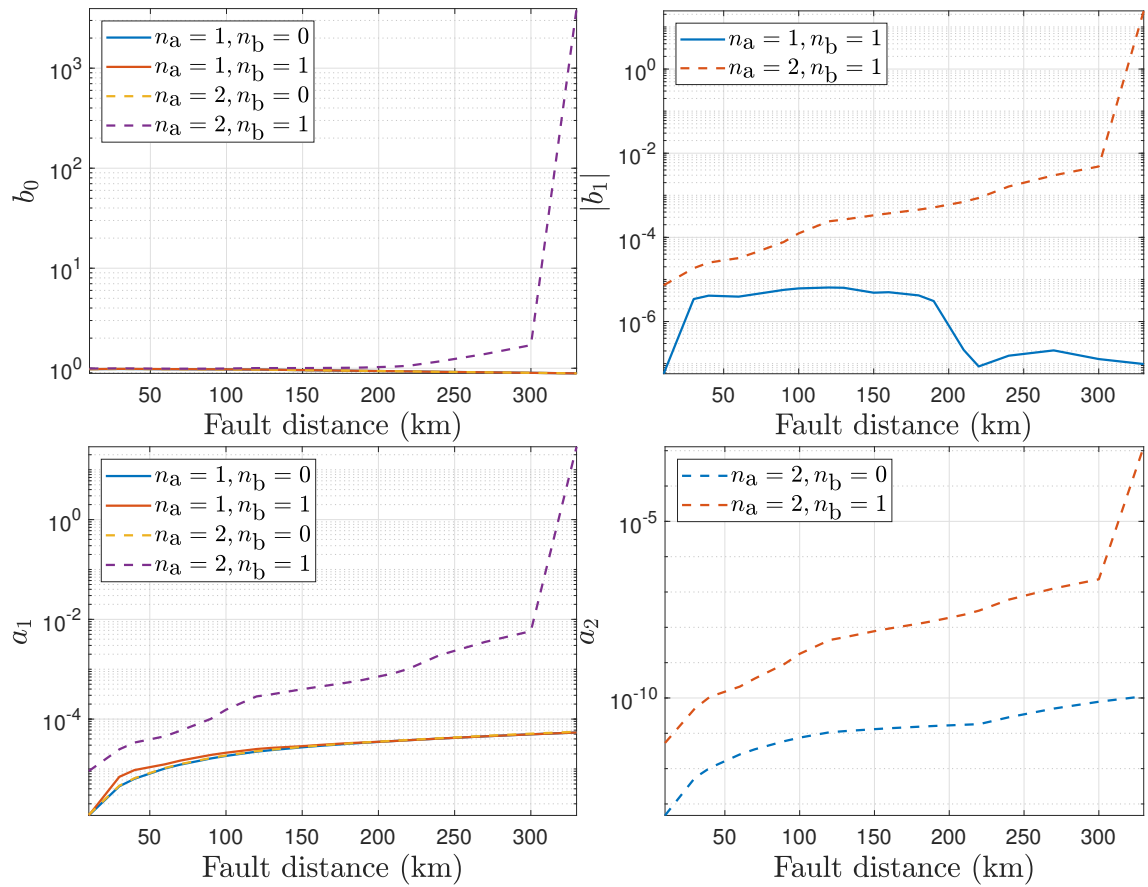 n_a = 1, n_b = 0
n_a = 1, n_b = 1
n_a = 2, n_b = 0
n_a = 2, n_b = 1
10^3
10^2
10^1
10^0
b_0
50 100 150 200 250 300
Fault distance (km)
n_a = 1, n_b = 1
n_a = 2, n_b = 1
10^0
10^-2
10^-4
10^-6
|b_1|
50 100 150 200 250 300
Fault distance (km)
n_a = 1, n_b = 0
n_a = 1, n_b = 1
n_a = 2, n_b = 0
n_a = 2, n_b = 1
10^0
10^-2
10^-4
a_1
50 100 150 200 250 300
Fault distance (km)
n_a = 2, n_b = 0
n_a = 2, n_b = 1
10^-5
10^-10
a_2
50 100 150 200 250 300
Fault distance (km)